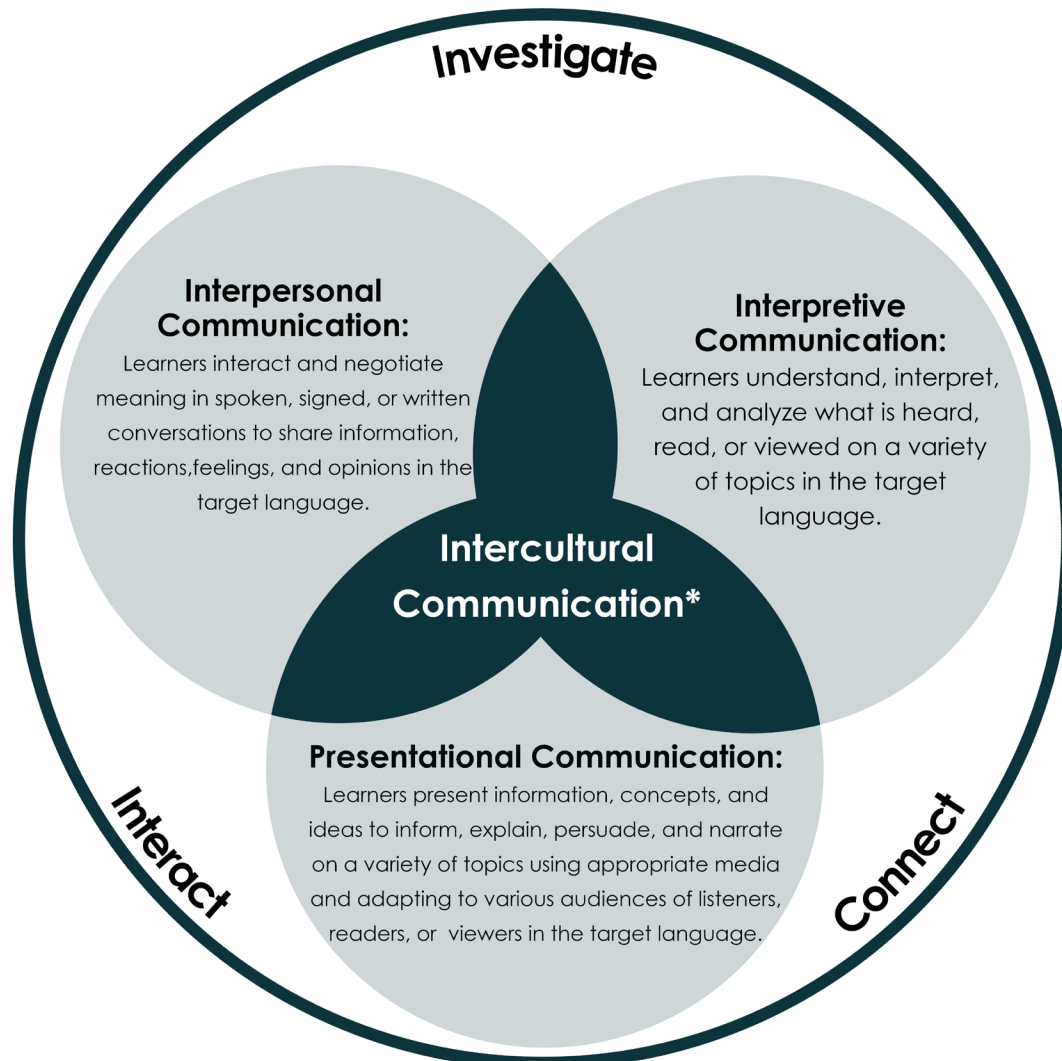 Investigate
Interpersonal
Communication:
Learners interact and negotiate
meaning in spoken, signed, or written
conversations to share information,
reactions,feelings, and opinions in the
target language.
Interpretive
Communication:
Learners understand, interpret,
and analyze what is heard,
read, or viewed on a variety
of topics in the target
language.
Intercultural
Communication*
Presentational Communication:
Learners present information, concepts, and
ideas to inform, explain, persuade, and narrate
on a variety of topics using appropriate media
and adapting to various audiences of listeners,
readers, or  viewers in the target language.
Interact
Connect